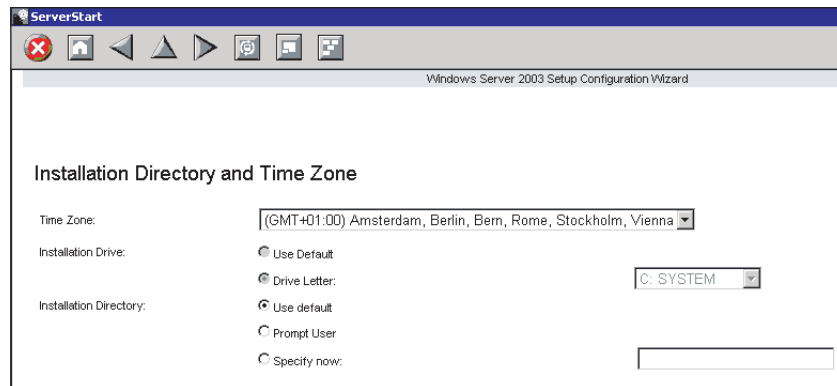 ServerStart
Windows Server 2003 Setup Configuration Wizard
Installation Directory and Time Zone
Time Zone: (GMT+01:00) Amsterdam, Berlin, Bern, Rome, Stockholm, Vienna
Installation Drive: Use Default
Drive Letter: C: SYSTEM
Installation Directory: Use default
Prompt User
Specify now: